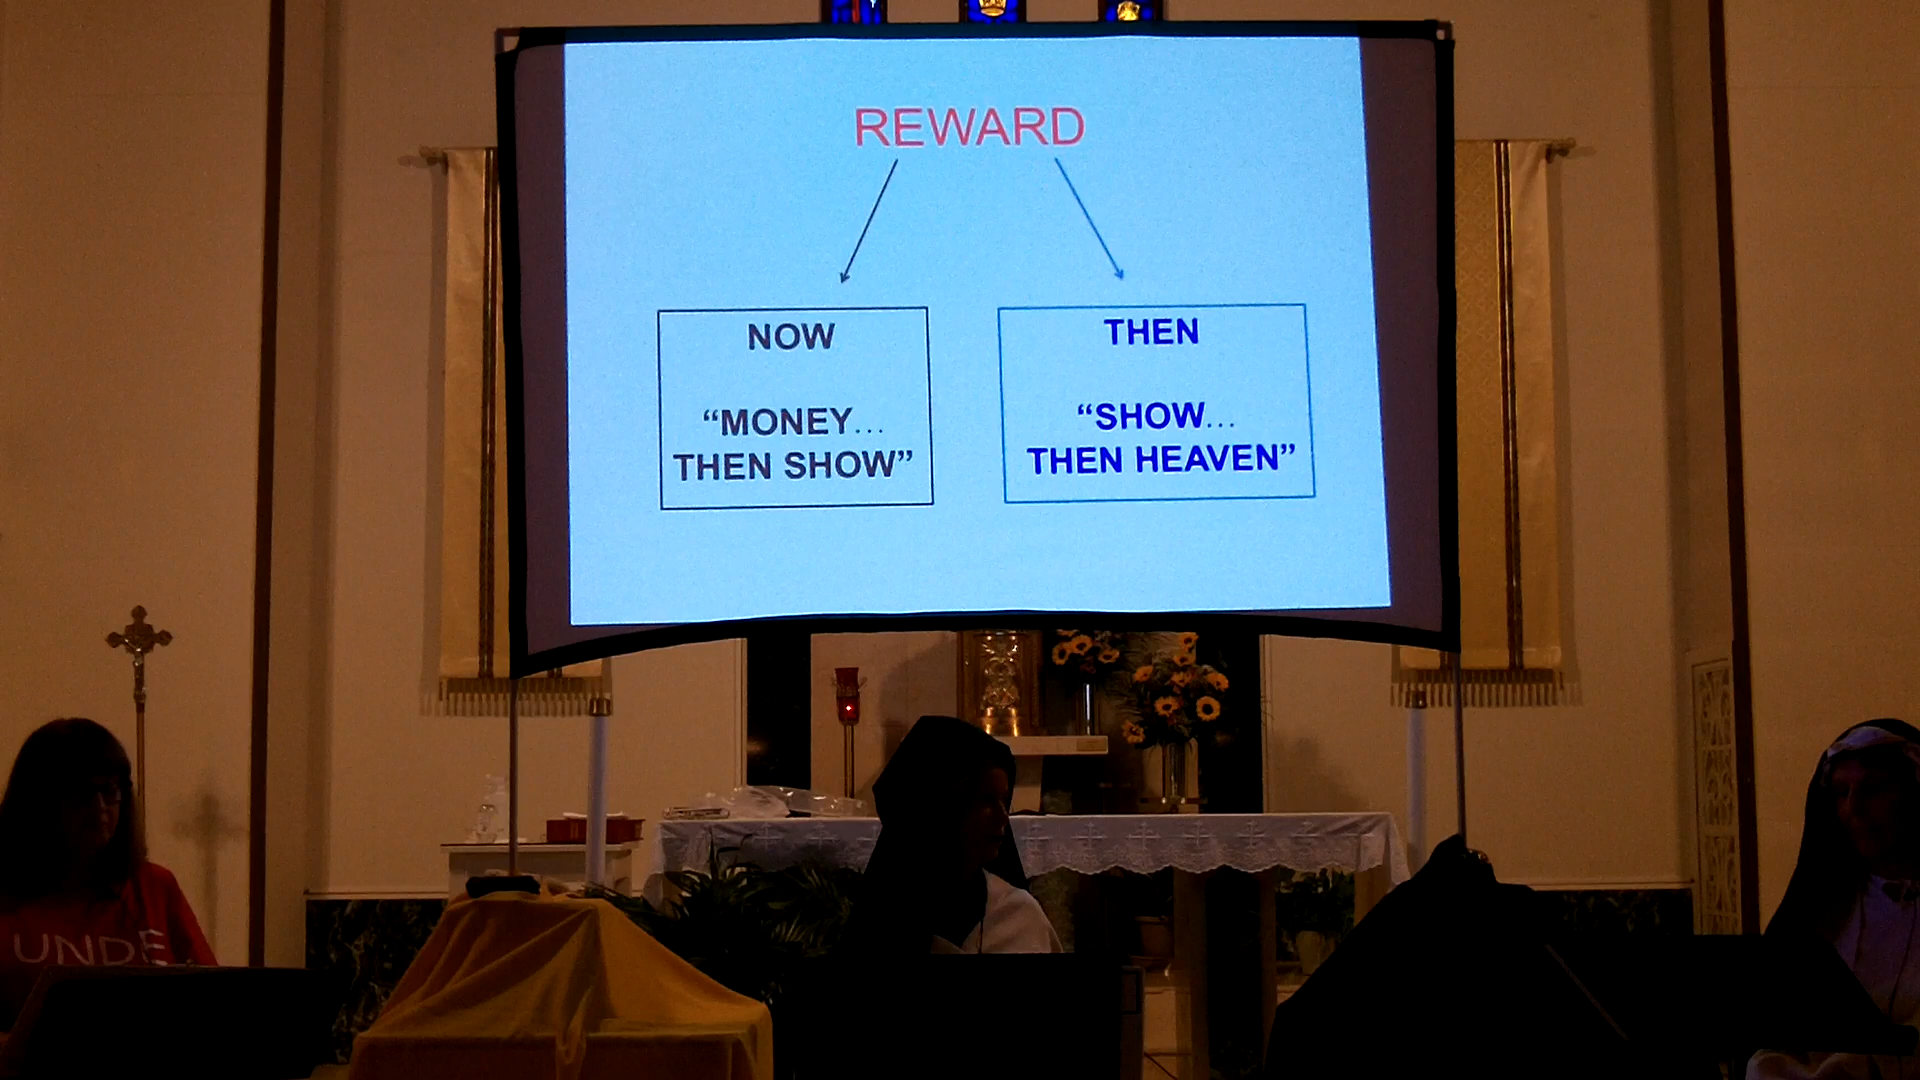 REWARD
NOW
“MONEY…
THEN SHOW”
THEN
“SHOW…
THEN HEAVEN”
UNDE